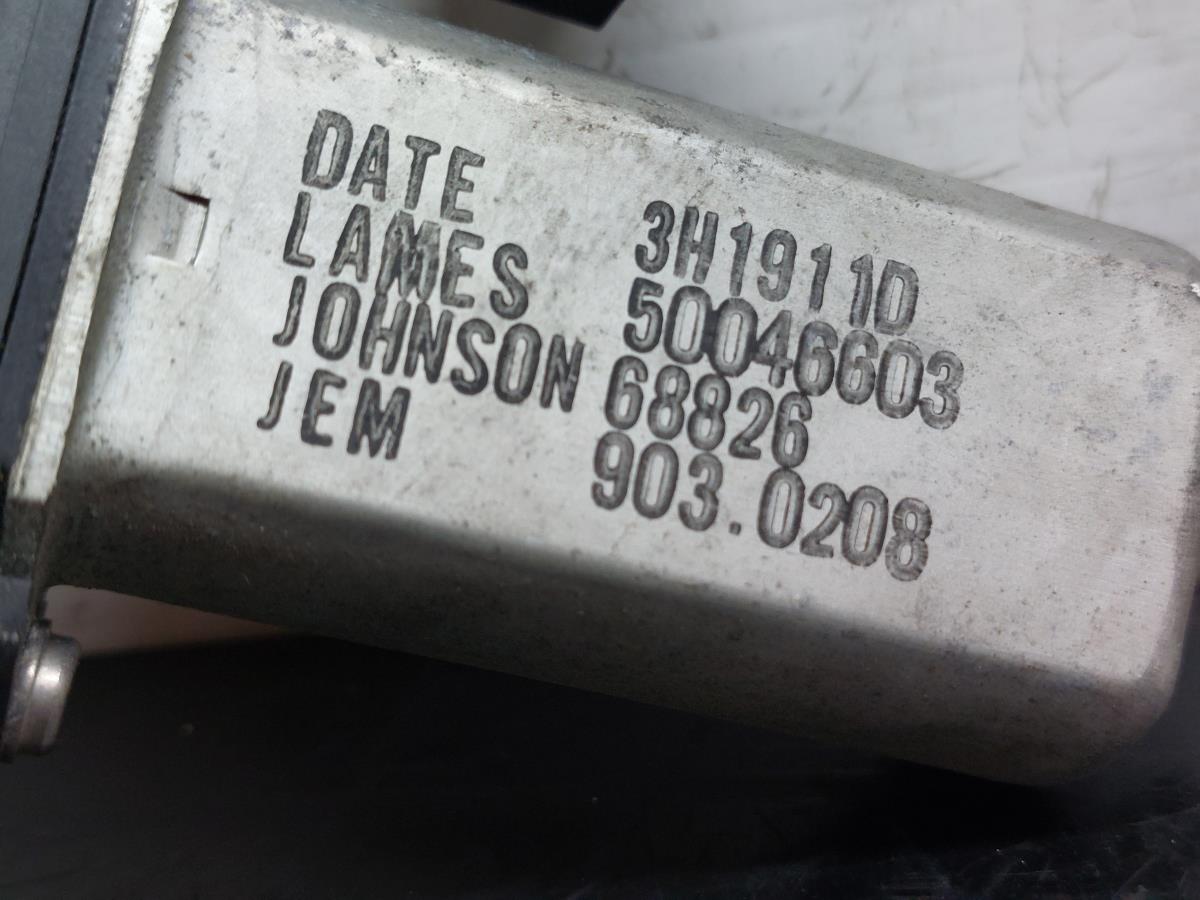 DATE 3H1911D
LAMES 50046603
JOHNSON 68826
JEM 903.0208